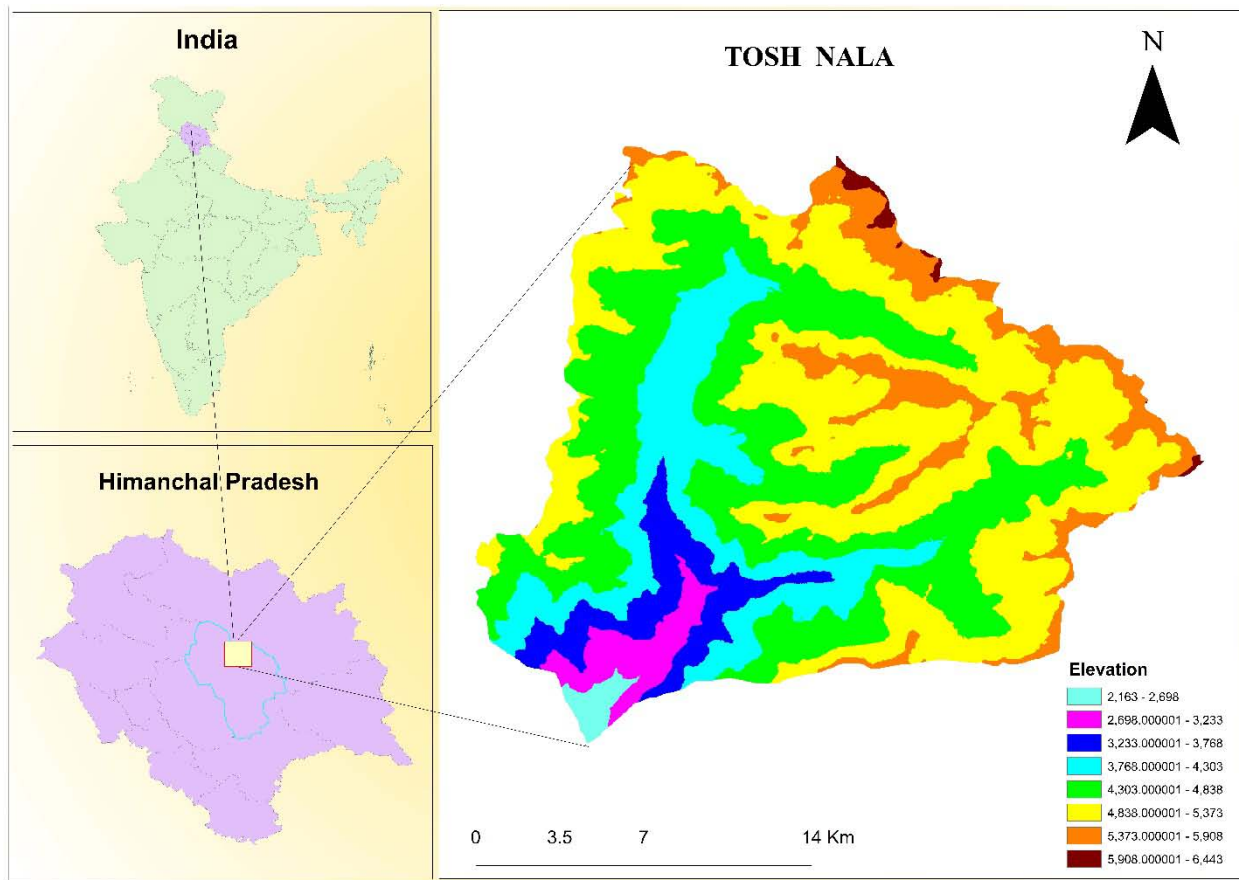 India
Himanchal Pradesh
TOSH NALA
N
Elevation
2,163 - 2,698
2,698.000001 - 3,233
3,233.000001 - 3,768
3,768.000001 - 4,303
4,303.000001 - 4,838
4,838.000001 - 5,373
5,373.000001 - 5,908
5,908.000001 - 6,443
0 3.5 7 14 Km